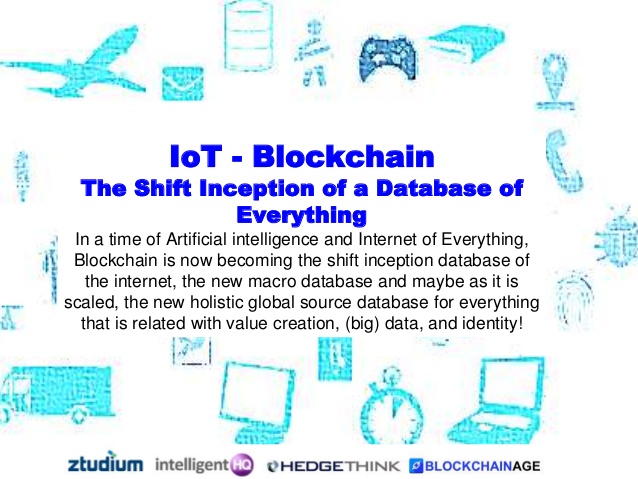 IoT - Blockchain
The Shift Inception of a Database of
Everything
In a time of Artificial intelligence and Internet of Everything,
Blockchain is now becoming the shift inception database of
the internet, the new macro database and maybe as it is
scaled, the new holistic global source database for everything
that is related with value creation, (big) data, and identity!
ztudium intelligentHQ HEDGETHINK BLOCKCHAINAGE